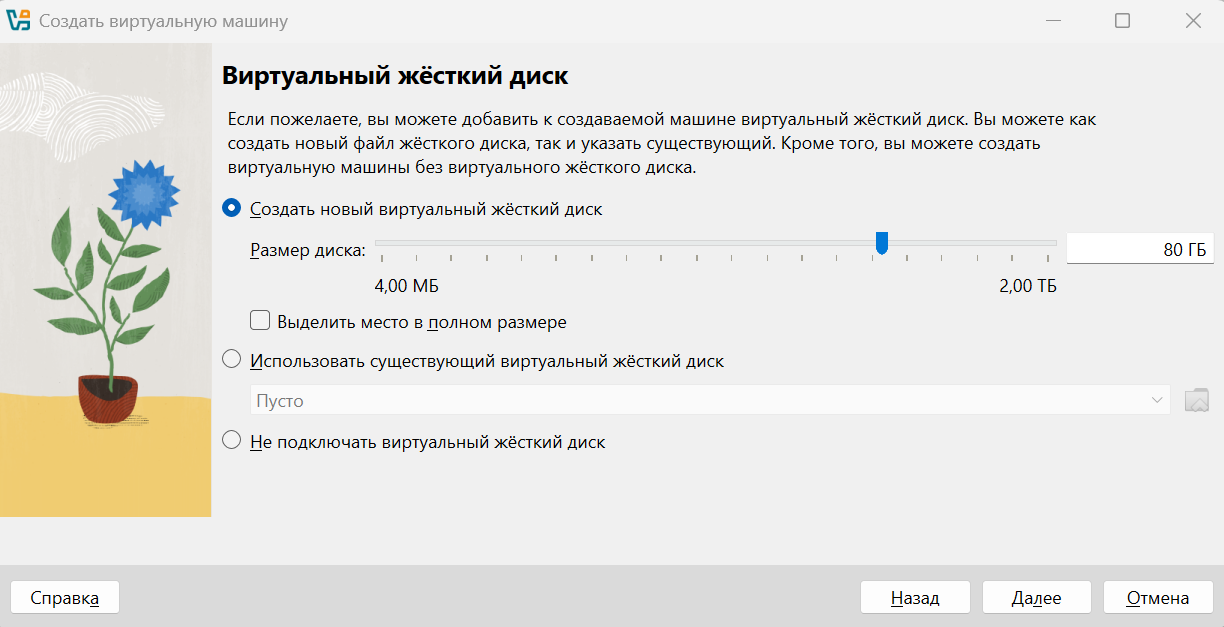 Создать виртуальную машину
Виртуальный жёсткий диск
Если пожелаете, вы можете добавить к создаваемой машине виртуальный жёсткий диск. Вы можете как
создать новый файл жёсткого диска, так и указать существующий. Кроме того, вы можете создать
виртуальную машины без виртуального жёсткого диска.
Создать новый виртуальный жёсткий диск
Размер диска: 80 ГБ
4,00 МБ 2,00 ТБ
Выделить место в полном размере
Использовать существующий виртуальный жёсткий диск
Пусто
Не подключать виртуальный жёсткий диск
Справка Назад Далее Отмена